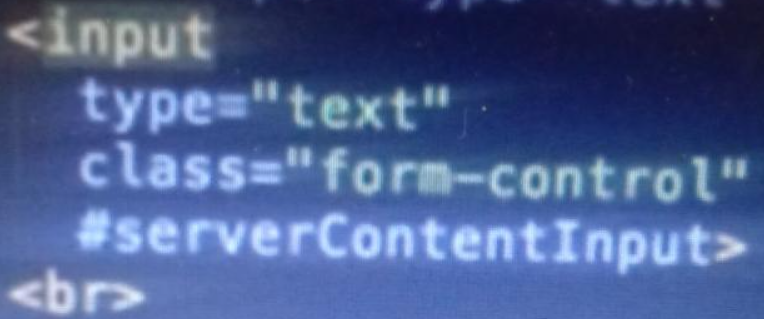 <input
type="text"
class="form-control"
#serverContentInput>
<br>